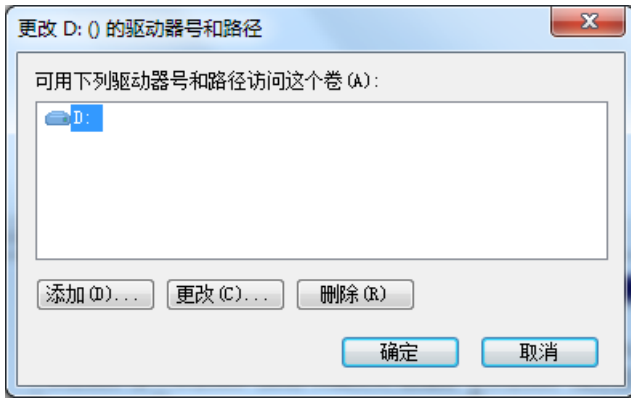 更改 D: () 的驱动器号和路径
可用下列驱动器号和路径访问这个卷(A):
D:
添加(D)... 更改(C)... 删除(R)
确定 取消